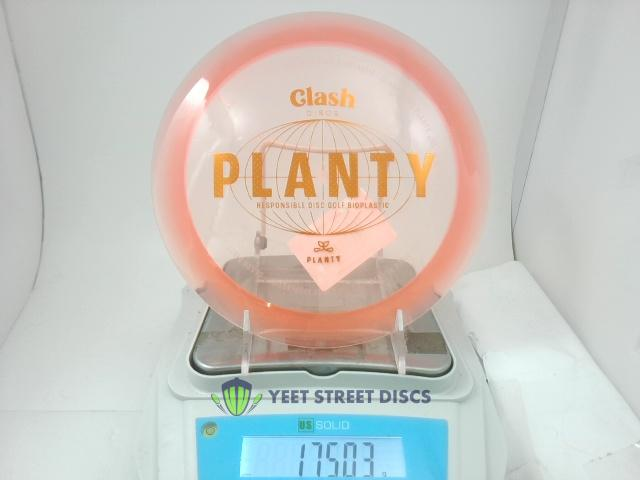 Clash
DISCS
PLANTY
RESPONSIBLE DISC GOLF BIOPLASTIC
PLANTY
YEET STREET DISCS
US SOLID
175.03 g